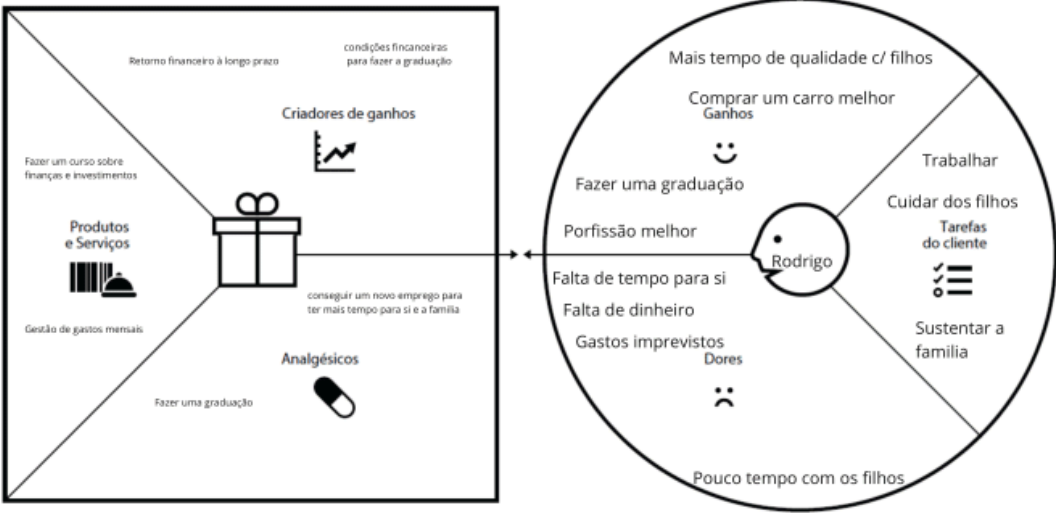 Retorno financeiro à longo prazo
condições fincanceiras
para fazer a graduação
Criadores de ganhos
Fazer um curso sobre
finanças e investimentos
Produtos
e Serviços
Gestão de gastos mensais
conseguir um novo emprego para
ter mais tempo para si e a familia
Analgésicos
Fazer uma graduação
Mais tempo de qualidade c/ filhos
Comprar um carro melhor
Ganhos
Fazer uma graduação
Porfissão melhor
Falta de tempo para si
Falta de dinheiro
Gastos imprevistos
Dores
Pouco tempo com os filhos
Rodrigo
Trabalhar
Cuidar dos filhos
Tarefas
do cliente
Sustentar a
familia